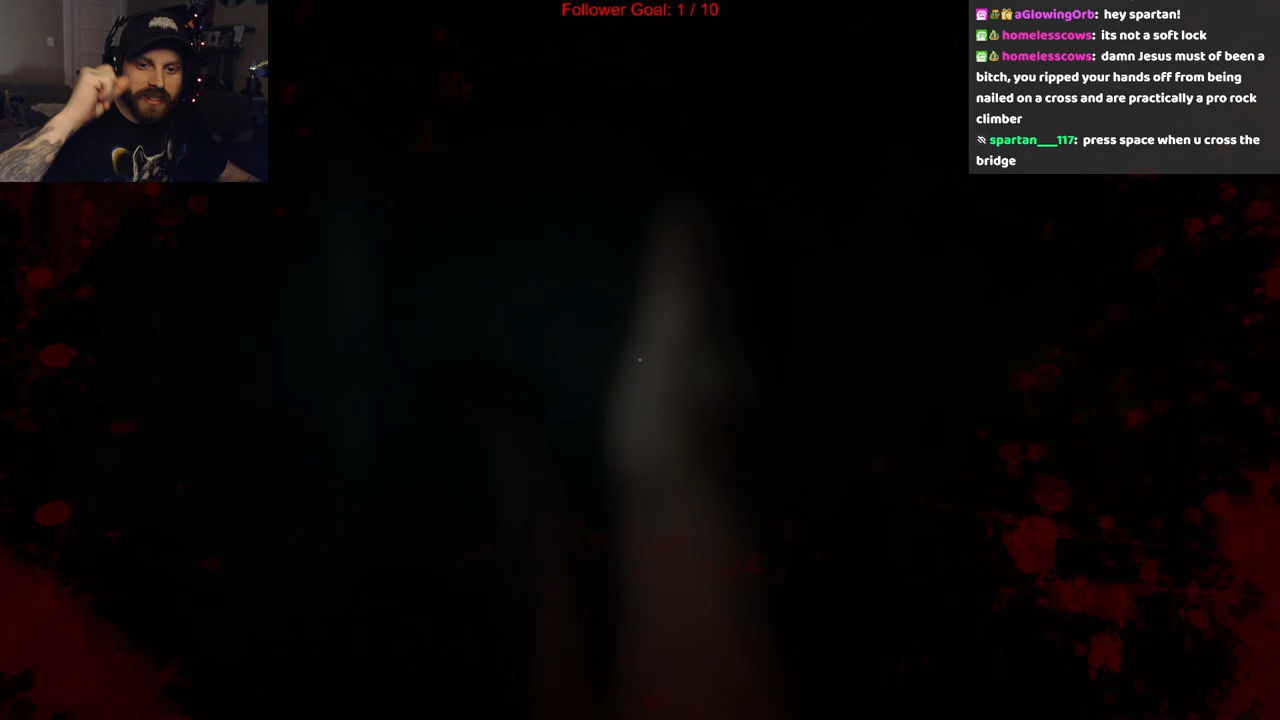 Follower Goal: 1 / 10
aGlowingOrb: hey spartan!
homelesscows: its not a soft lock
homelesscows: damn Jesus must of been a
bitch, you ripped your hands off from being
nailed on a cross and are practically a pro rock
climber
spartan__117: press space when u cross the
bridge